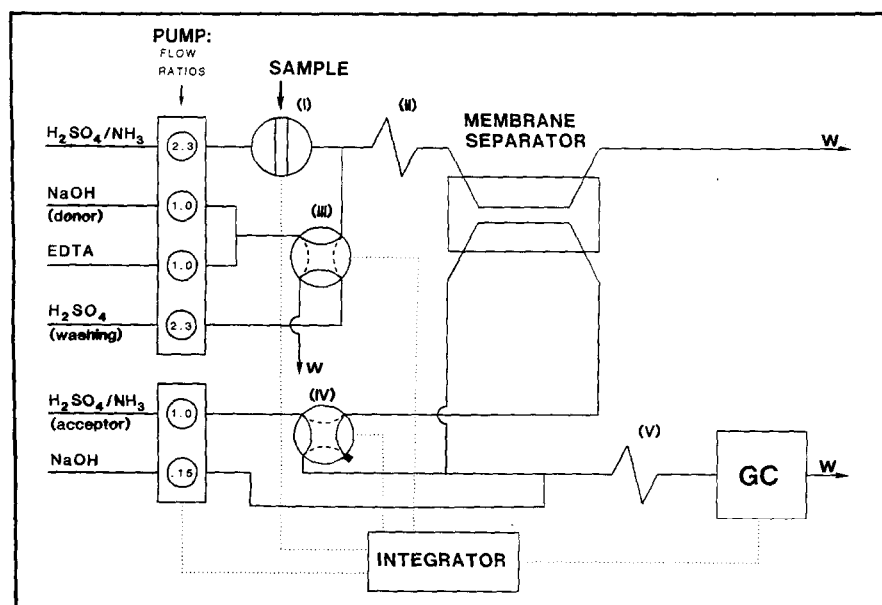 PUMP:
FLOW
RATIOS
SAMPLE
(I)
(II)
MEMBRANE
SEPARATOR
H2SO4/NH3
2.3
W
NaOH
(donor)
1.0
(III)
EDTA
1.0
H2SO4
(washing)
2.3
W
H2SO4/NH3
(acceptor)
1.0
(IV)
(V)
NaOH
.15
GC
W
INTEGRATOR